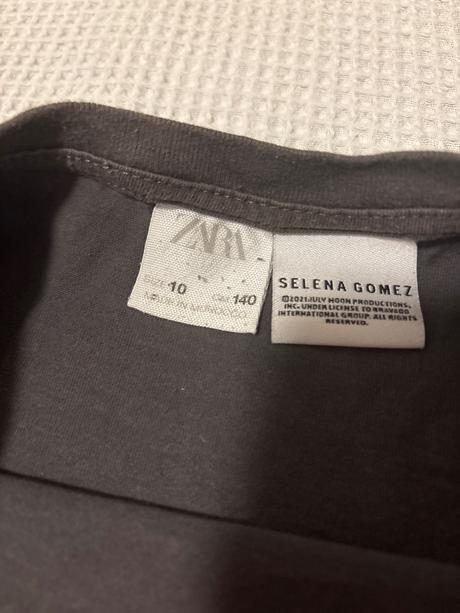 ZARA
SIZE 10 CM 140
MADE IN MOROCCO
SELENA GOMEZ
©2021 JULY MOON PRODUCTIONS,
INC. UNDER LICENSE TO BRAVADO
INTERNATIONAL GROUP. ALL RIGHTS
RESERVED.